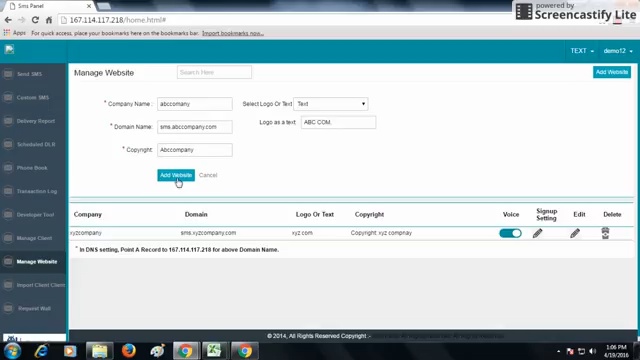 Sms Panel
powered by
Screencastify Lite
167.114.117.218/home.html#
Apps For quick access, place your bookmarks here on the bookmarks bar. Import bookmarks now...
TEXT demo12
Send SMS
Custom SMS
Delivery Report
Scheduled DLR
Phone Book
Transaction Log
Developer Tool
Manage Client
Manage Website
Import Client Client
Request Wall
Manage Website Search Here Add Website
* Company Name : abccomany Select Logo Or Text Text
* Domain Name: sms.abccompany.com Logo as a text ABC COM,
* Copyright: Abccompany
Add Website Cancel
Company Domain Logo Or Text Copyright Voice Signup Setting Edit Delete
xyzcompany sms.xyzcompany.com xyz.com Copyright: xyz compnay
* In DNS setting, Point A Record to 167.114.117.218 for above Domain Name.
© 2014, All Rights Reserved Copyright -
1:06 PM
4/19/2016